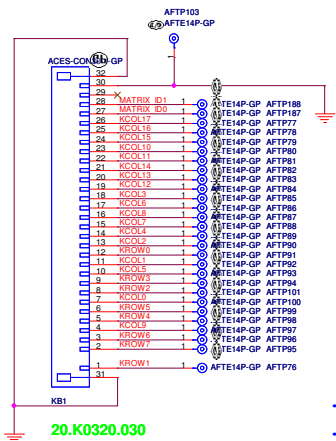 AFTP103
AFTE14P-GP
1
32
30
29
28 MATRIX_ID1 1 AFTE14P-GP AFTP188
27 MATRIX_ID0 1 AFTE14P-GP AFTP187
26 KCOL17 1 AFTE14P-GP AFTP77
25 KCOL16 1 AFTE14P-GP AFTP78
24 KCOL15 1 AFTE14P-GP AFTP79
23 KCOL10 1 AFTE14P-GP AFTP80
22 KCOL11 1 AFTE14P-GP AFTP81
21 KCOL14 1 AFTE14P-GP AFTP82
20 KCOL13 1 AFTE14P-GP AFTP83
19 KCOL12 1 AFTE14P-GP AFTP84
18 KCOL3 1 AFTE14P-GP AFTP85
17 KCOL6 1 AFTE14P-GP AFTP86
16 KCOL8 1 AFTE14P-GP AFTP87
15 KCOL7 1 AFTE14P-GP AFTP88
14 KCOL4 1 AFTE14P-GP AFTP89
13 KCOL2 1 AFTE14P-GP AFTP90
12 KROW0 1 AFTE14P-GP AFTP91
11 KCOL1 1 AFTE14P-GP AFTP92
10 KCOL5 1 AFTE14P-GP AFTP93
9 KROW3 1 AFTE14P-GP AFTP94
8 KROW2 1 AFTE14P-GP AFTP101
7 KCOL0 1 AFTE14P-GP AFTP100
6 KROW5 1 AFTE14P-GP AFTP99
5 KROW4 1 AFTE14P-GP AFTP98
4 KCOL9 1 AFTE14P-GP AFTP97
3 KROW6 1 AFTE14P-GP AFTP96
2 KROW7 1 AFTE14P-GP AFTP95
1 KROW1 1 AFTE14P-GP AFTP76
31
KB1
20.K0320.030